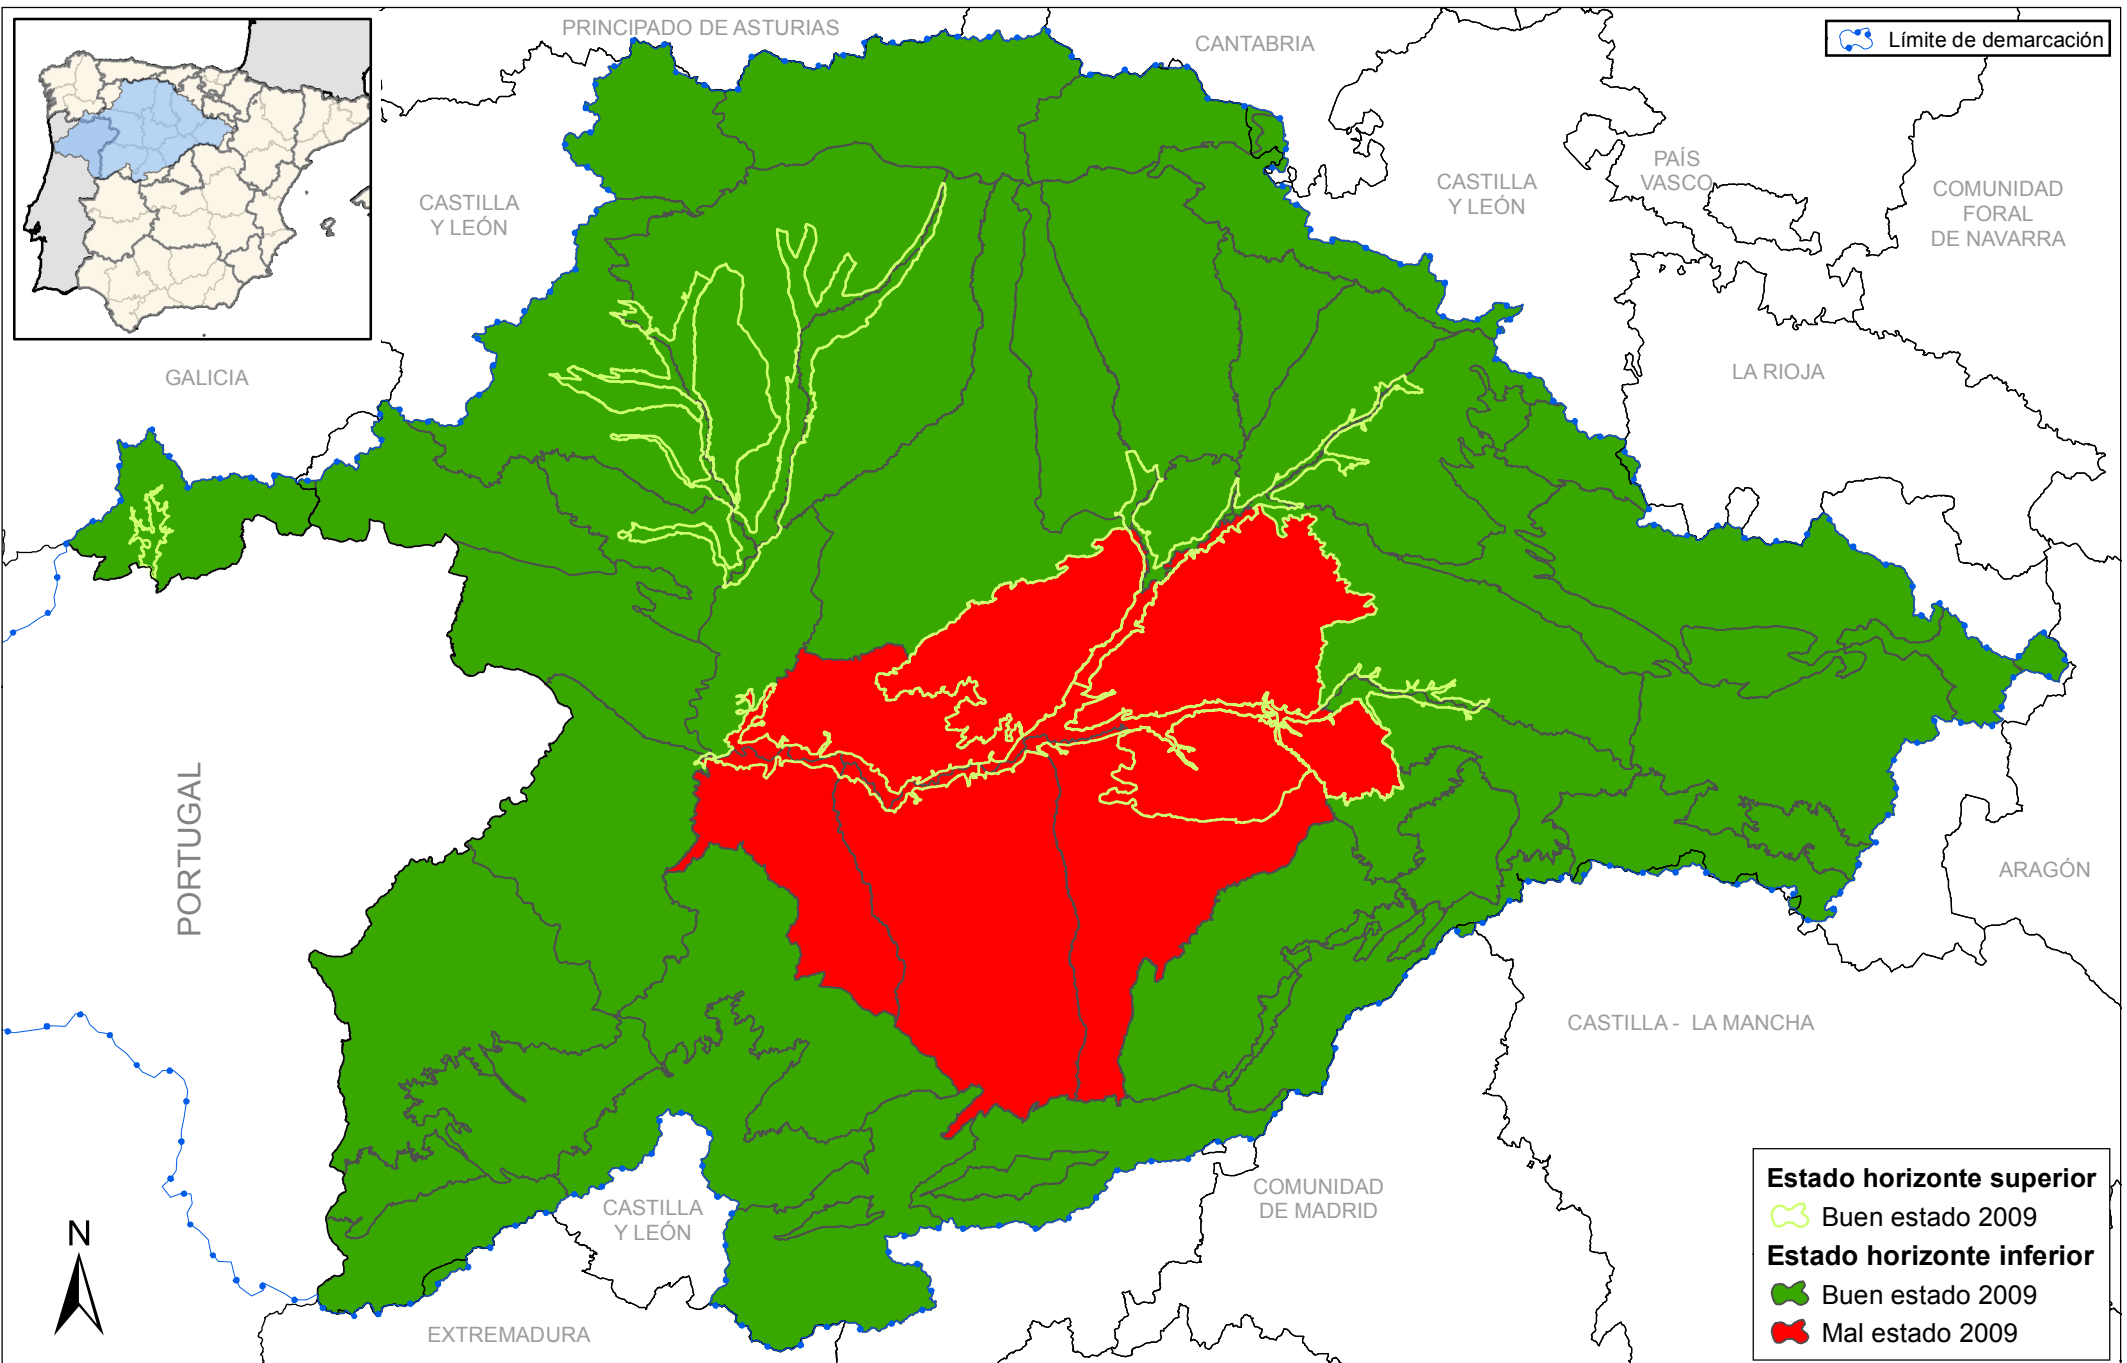 PRINCIPADO DE ASTURIAS
CANTABRIA
Límite de demarcación
CASTILLA
Y LEÓN
CASTILLA
Y LEÓN
PAÍS
VASCO
COMUNIDAD
FORAL
DE NAVARRA
GALICIA
LA RIOJA
PORTUGAL
ARAGÓN
CASTILLA - LA MANCHA
CASTILLA
Y LEÓN
COMUNIDAD
DE MADRID
EXTREMADURA
N
Estado horizonte superior
Buen estado 2009
Estado horizonte inferior
Buen estado 2009
Mal estado 2009